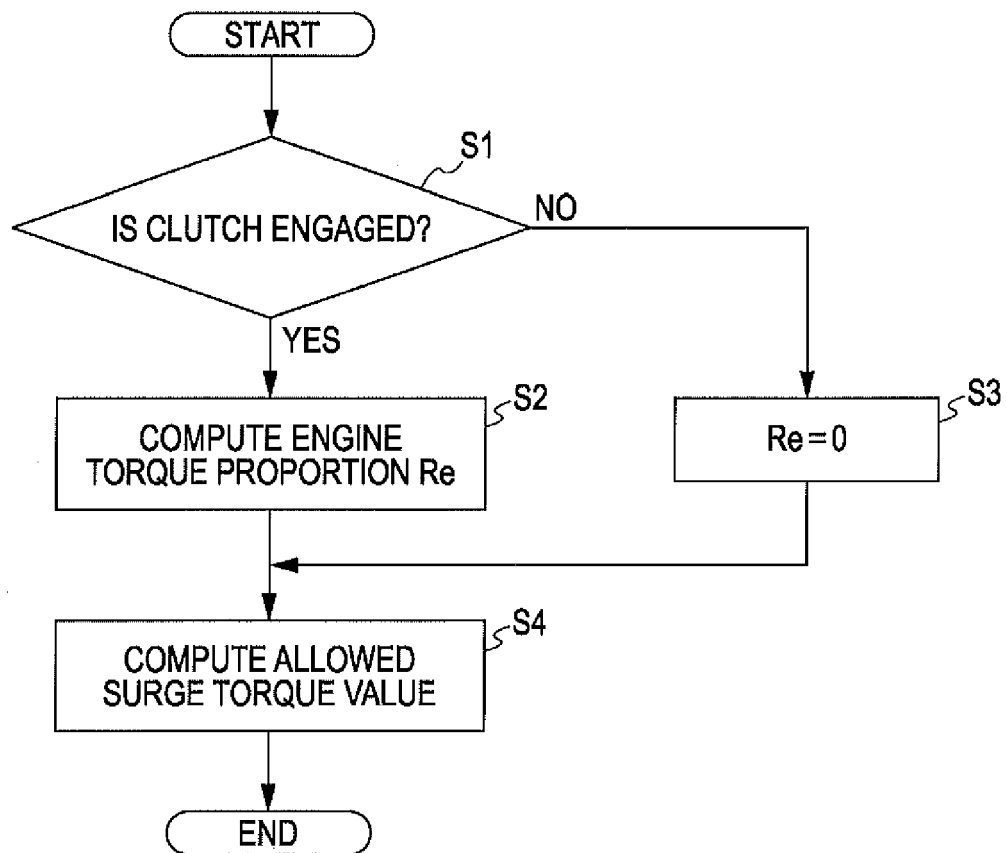 START
S1
IS CLUTCH ENGAGED?
NO
YES
S2
COMPUTE ENGINE
TORQUE PROPORTION Re
S3
Re=0
S4
COMPUTE ALLOWED
SURGE TORQUE VALUE
END